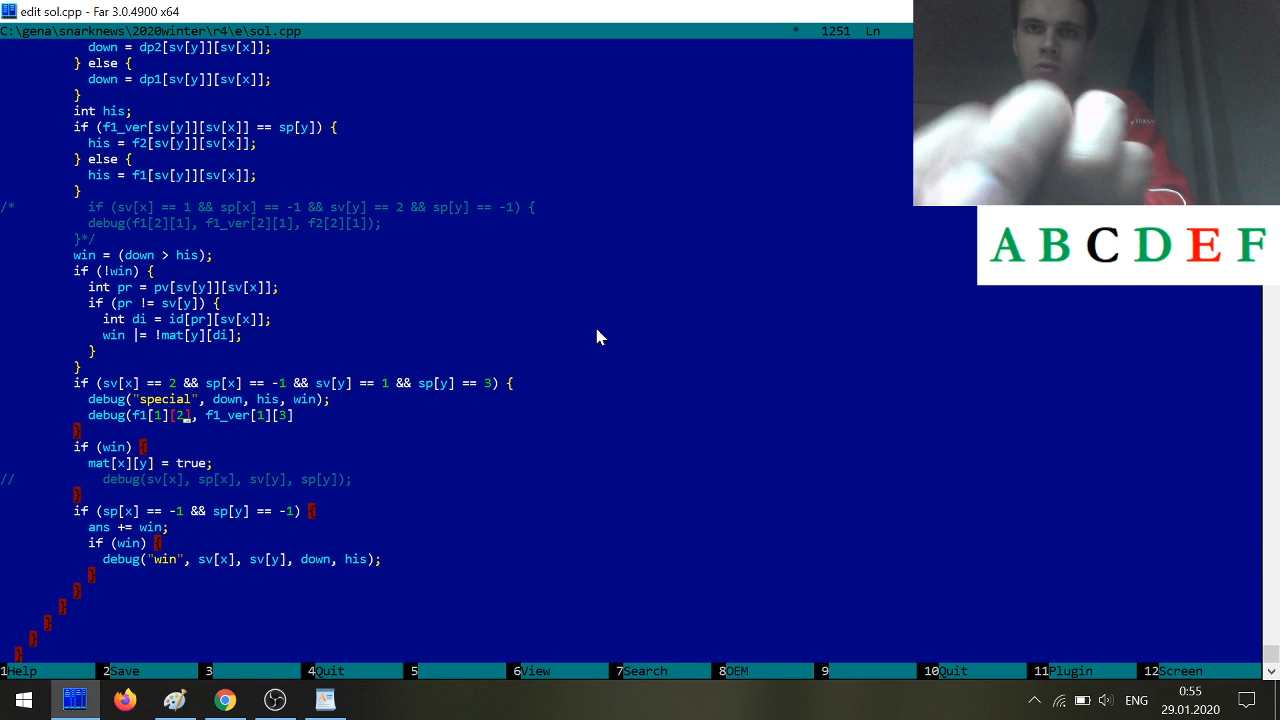 edit sol.cpp - Far 3.0.4900 x64
C:\gena\snarknews\2020winter\r4\e\sol.cpp * 1251 Ln
down = dp2[sv[y]][sv[x]];
} else {
down = dp1[sv[y]][sv[x]];
}
int his;
if (f1_ver[sv[y]][sv[x]] == sp[y]) {
his = f2[sv[y]][sv[x]];
} else {
his = f1[sv[y]][sv[x]];
}
/* if (sv[x] == 1 && sp[x] == -1 && sv[y] == 2 && sp[y] == -1) {
debug(f1[2][1], f1_ver[2][1], f2[2][1]);
}*/
win = (down > his);
if (!win) {
int pr = pv[sv[y]][sv[x]];
if (pr != sv[y]) {
int di = id[pr][sv[x]];
win |= !mat[y][di];
}
}
if (sv[x] == 2 && sp[x] == -1 && sv[y] == 1 && sp[y] == 3) {
debug("special", down, his, win);
debug(f1[1][2], f1_ver[1][3]
}
if (win) {
mat[x][y] = true;
// debug(sv[x], sp[x], sv[y], sp[y]);
}
if (sp[x] == -1 && sp[y] == -1) {
ans += win;
if (win) {
debug("win", sv[x], sv[y], down, his);
}
}
}
}
}
}
A B C D E F
1Help 2Save 3 4Quit 5 6View 7Search 8OEM 9 10Quit 11Plugin 12Screen
ENG
0:55
29.01.2020